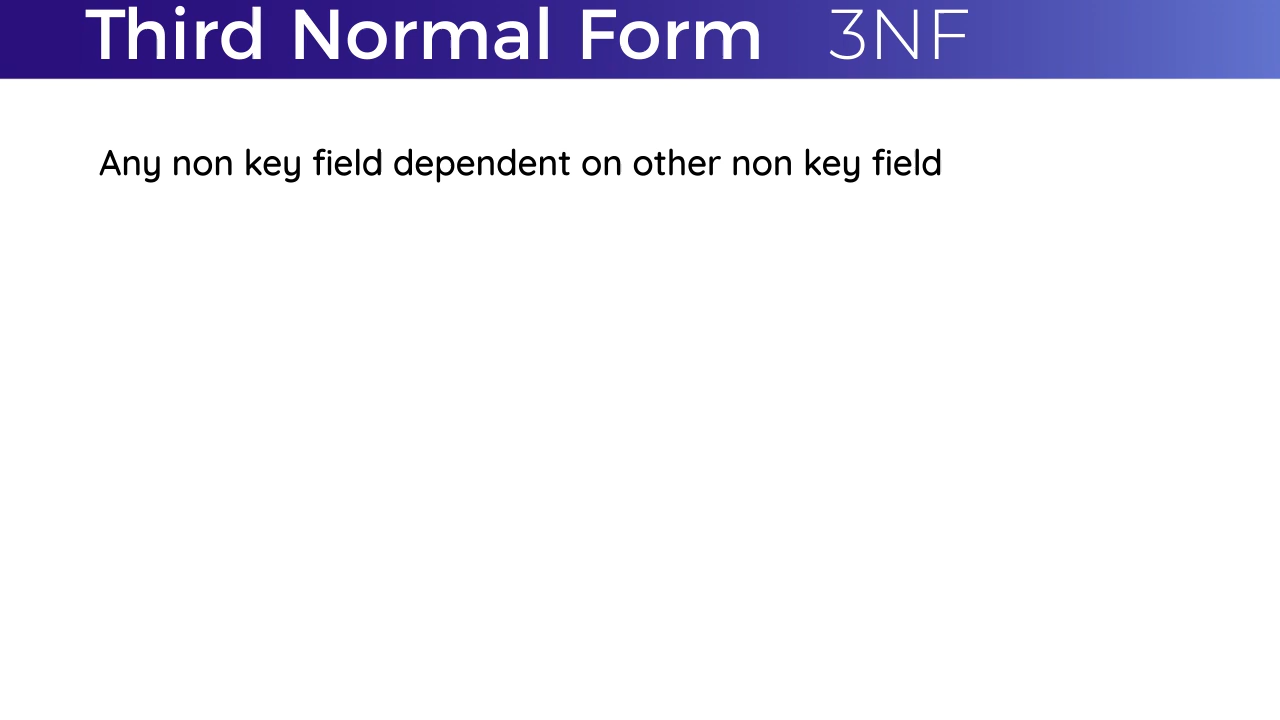 Third Normal Form 3NF
Any non key field dependent on other non key field